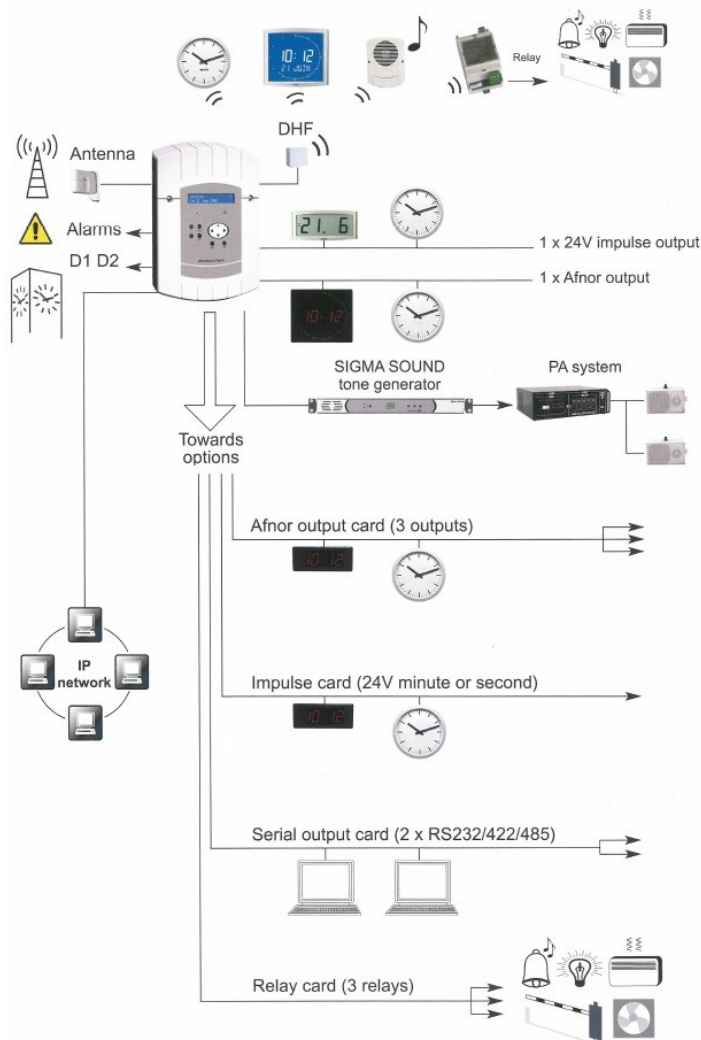 10:12
21 JUIN
Relay
DHF
Antenna
Alarms
D1 D2
21. 6
1 x 24V impulse output
1 x Afnor output
10:12
SIGMA SOUND
tone generator
PA system
Towards
options
Afnor output card (3 outputs)
10:12
IP
network
Impulse card (24V minute or second)
10:12
Serial output card (2 x RS232/422/485)
Relay card (3 relays)